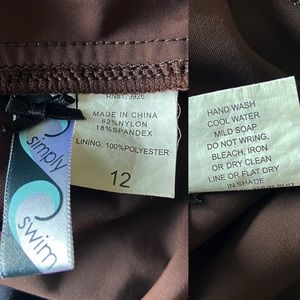 RN#129926
MADE IN CHINA
82%NYLON
18%SPANDEX
LINING: 100%POLYESTER
12
simply
swim
HAND WASH
COOL WATER
MILD SOAP
DO NOT WRING,
BLEACH, IRON
OR DRY CLEAN
LINE OR FLAT DRY
IN SHADE